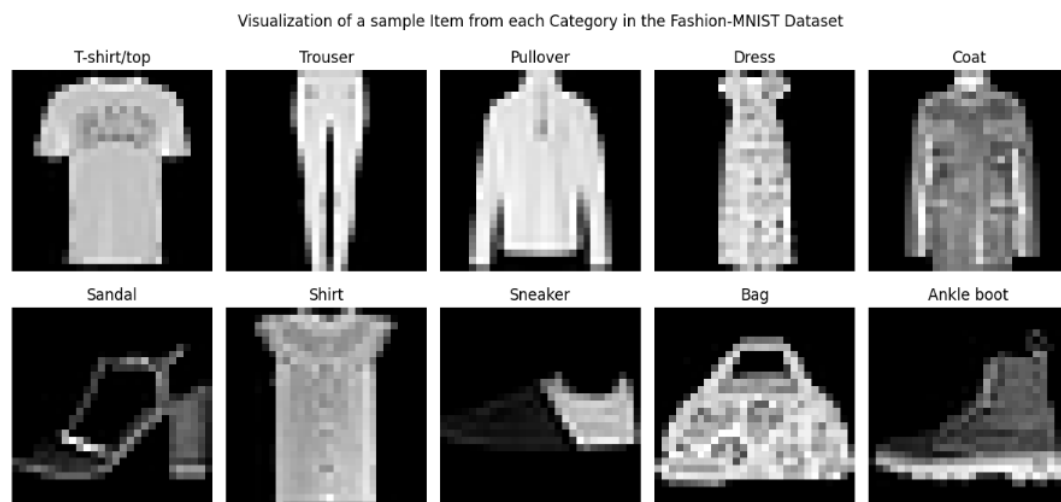 Visualization of a sample Item from each Category in the Fashion-MNIST Dataset
T-shirt/top
Trouser
Pullover
Dress
Coat
Sandal
Shirt
Sneaker
Bag
Ankle boot